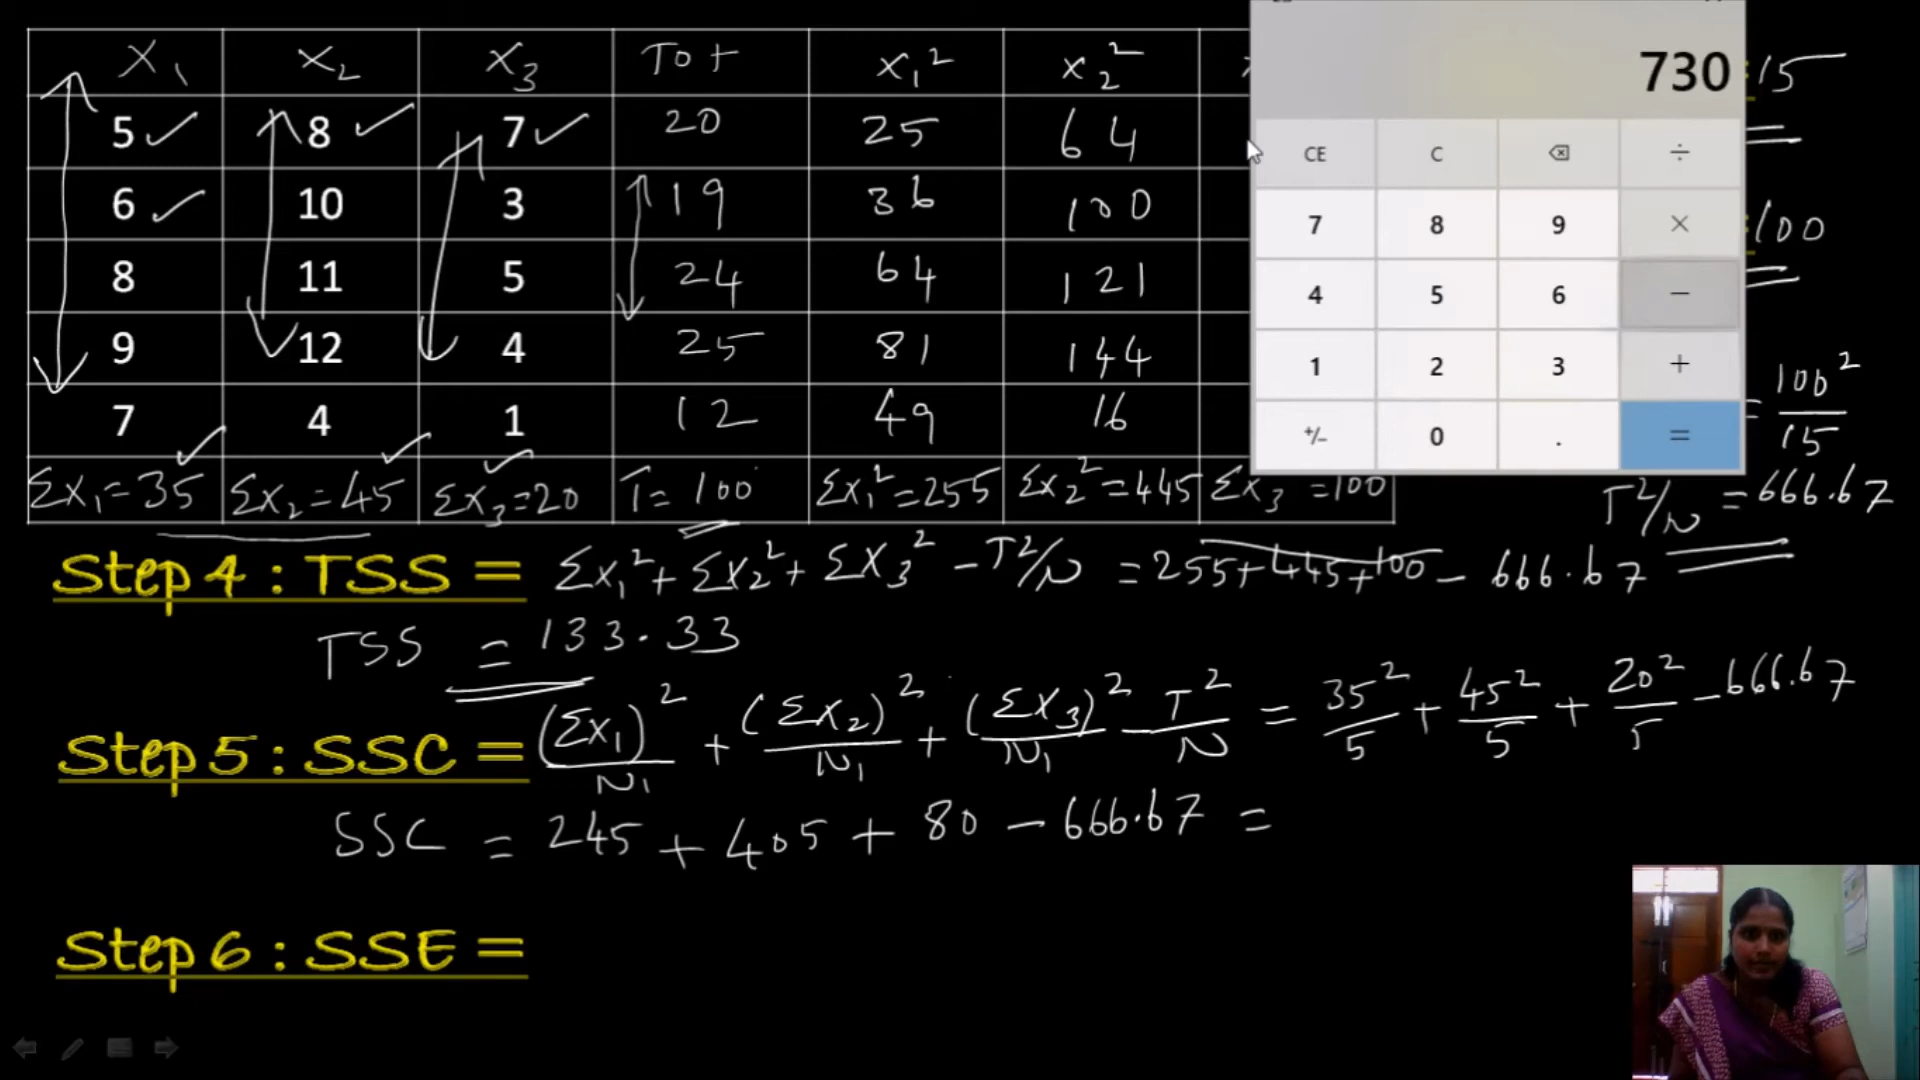 X₁ X₂ X₃ Tot X₁² X₂²
5 8 7 20 25 64
6 10 3 19 36 100
8 11 5 24 64 121
9 12 4 25 81 144
7 4 1 12 49 16
Σx₁=35 Σx₂=45 Σx₃=20 T=100 Σx₁²=255 Σx₂²=445 Σx₃ =100
730
CE C ⌫ ÷
7 8 9 ×
4 5 6 −
1 2 3 +
+/- 0 . =
:15
:100
= 100²/15
T²/N = 666.67
Step 4 : TSS = Σx₁²+ Σx₂²+ Σx₃² - T²/N = 255+445+100 - 666.67
TSS = 133.33
Step 5 : SSC = (Σx₁)²/N₁ + (Σx₂)²/N₁ + (Σx₃)²/N₁ - T²/N = 35²/5 + 45²/5 + 20²/5 - 666.67
SSC = 245 + 405 + 80 - 666.67 =
Step 6 : SSE =